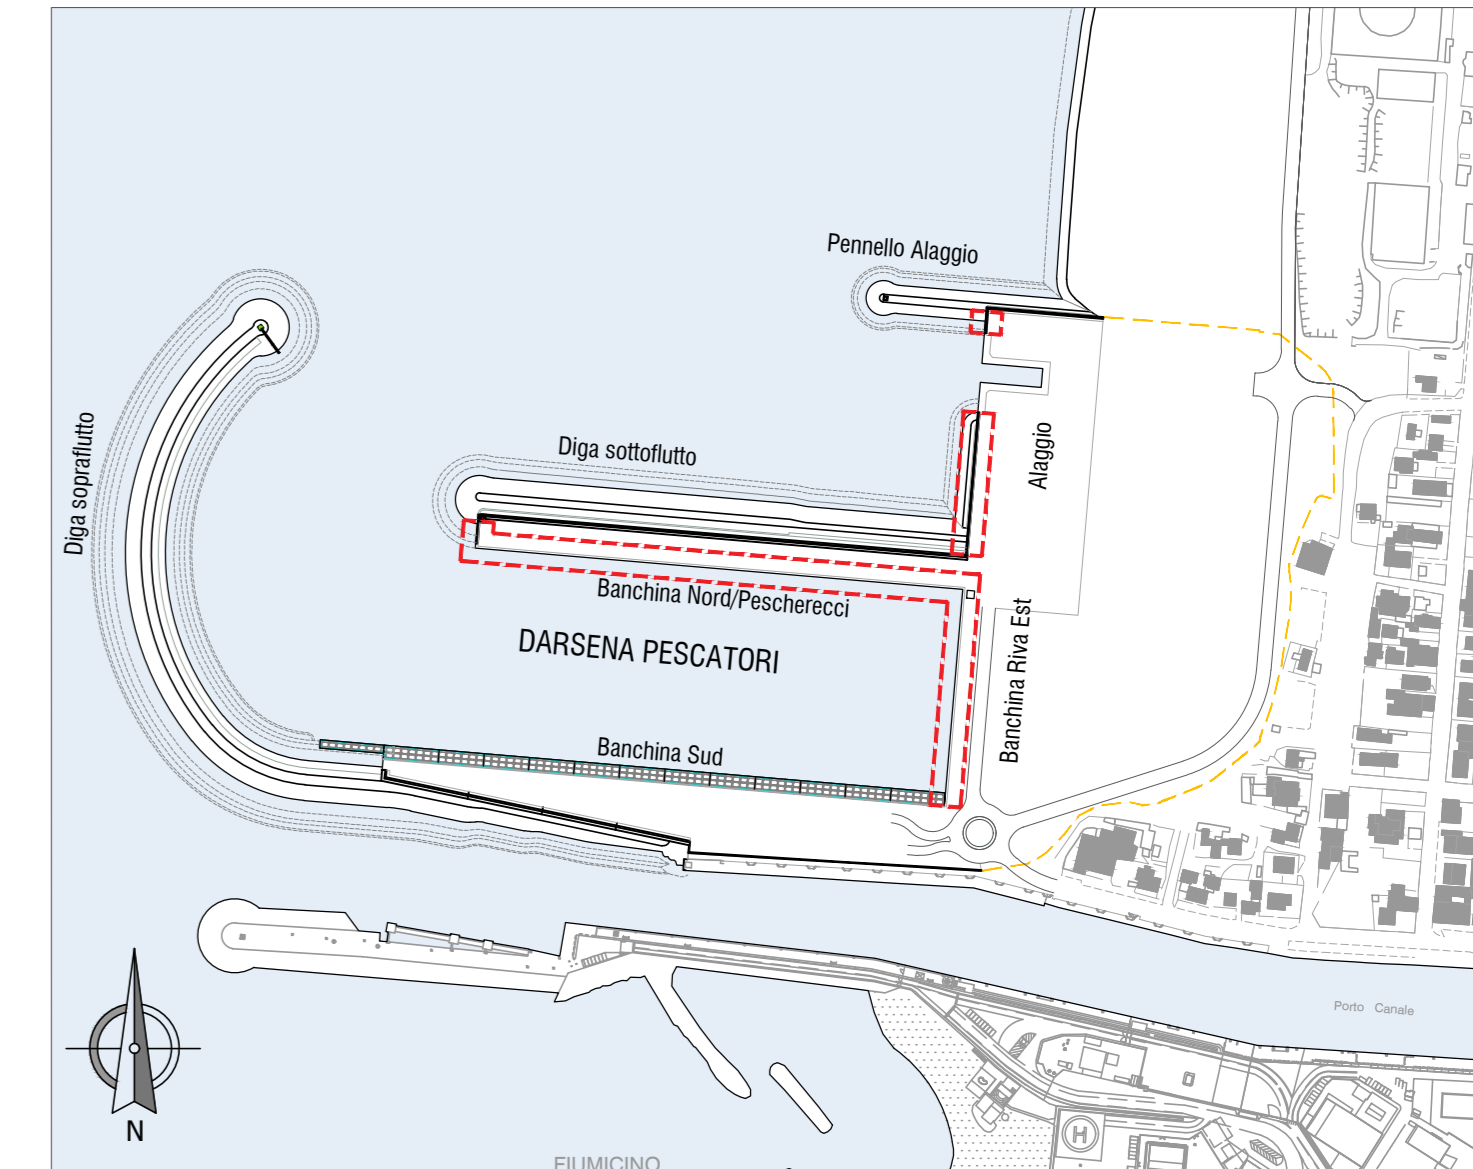 Pennello Alaggio
Diga sopraflutto
Diga sottoflutto
Alaggio
Banchina Nord/Pescherecci
DARSENA PESCATORI
Banchina Riva Est
Banchina Sud
Porto Canale
N
H
FIUMICINO